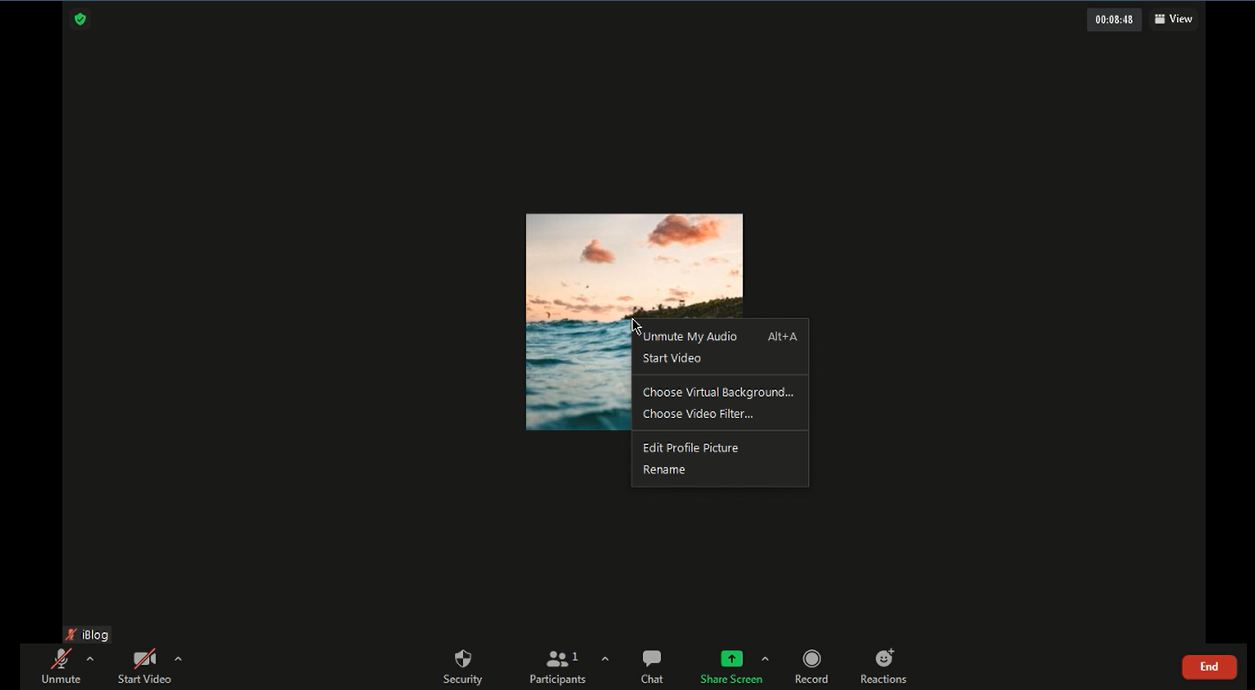 00:08:48 View
Unmute My Audio Alt+A
Start Video
Choose Virtual Background...
Choose Video Filter...
Edit Profile Picture
Rename
iBlog
1
Unmute Start Video Security Participants Chat Share Screen Record Reactions End